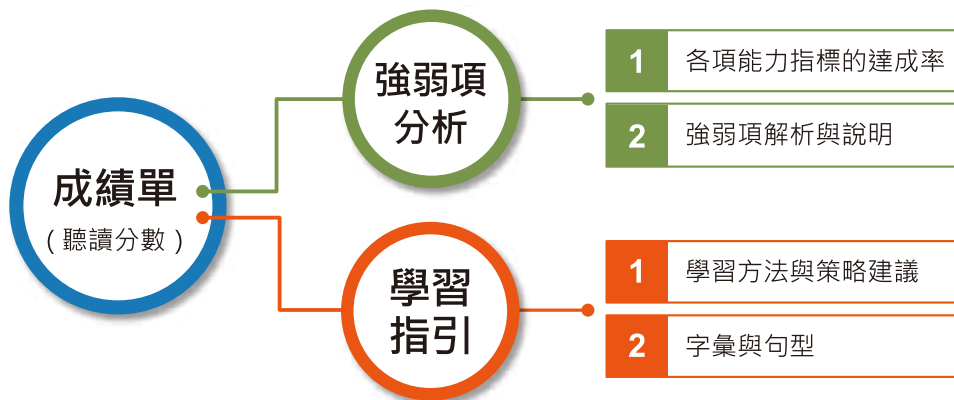 成績單
(聽讀分數)
強弱項
分析
1 各項能力指標的達成率
2 強弱項解析與說明
學習
指引
1 學習方法與策略建議
2 字彙與句型